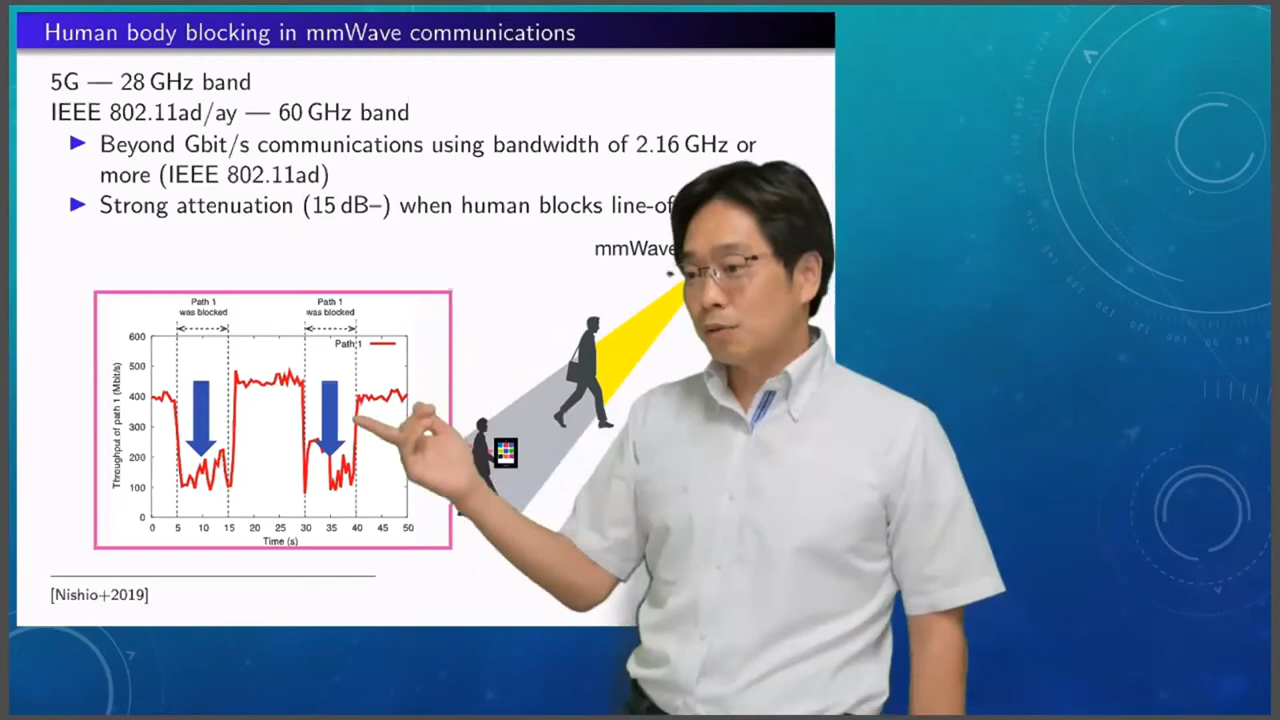 Human body blocking in mmWave communications
5G — 28 GHz band
IEEE 802.11ad/ay — 60 GHz band
Beyond Gbit/s communications using bandwidth of 2.16 GHz or
more (IEEE 802.11ad)
Strong attenuation (15 dB–) when human blocks line-of
mmWave
Path 1
was blocked
Path 1
was blocked
Path 1
600
500
400
300
200
100
0
Throughput of path 1 (Mbit/s)
0 5 10 15 20 25 30 35 40 45 50
Time (s)
[Nishio+2019]